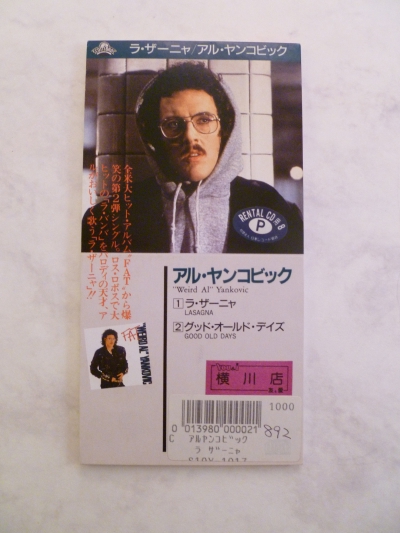 ラ・ザーニャ/アル・ヤンコビック
全米大ヒット・アルバム“FAT”から爆
笑の第2弾シングル。ロス・ロボスで大
ヒットの「ラ・バンバ」をパロディの天才、ア
ルがおいしく歌う「ラ・ザーニャ」!!
RENTAL CD
P
アル・ヤンコビック
"Weird Al" Yankovic
1 ラ・ザーニャ
LASAGNA
2 グッド・オールド・デイズ
GOOD OLD DAYS
"WEIRD AL" YANKOVIC
横川店
1000
0 013980 000021
892
C アルヤンコビック
ラ ザーニャ